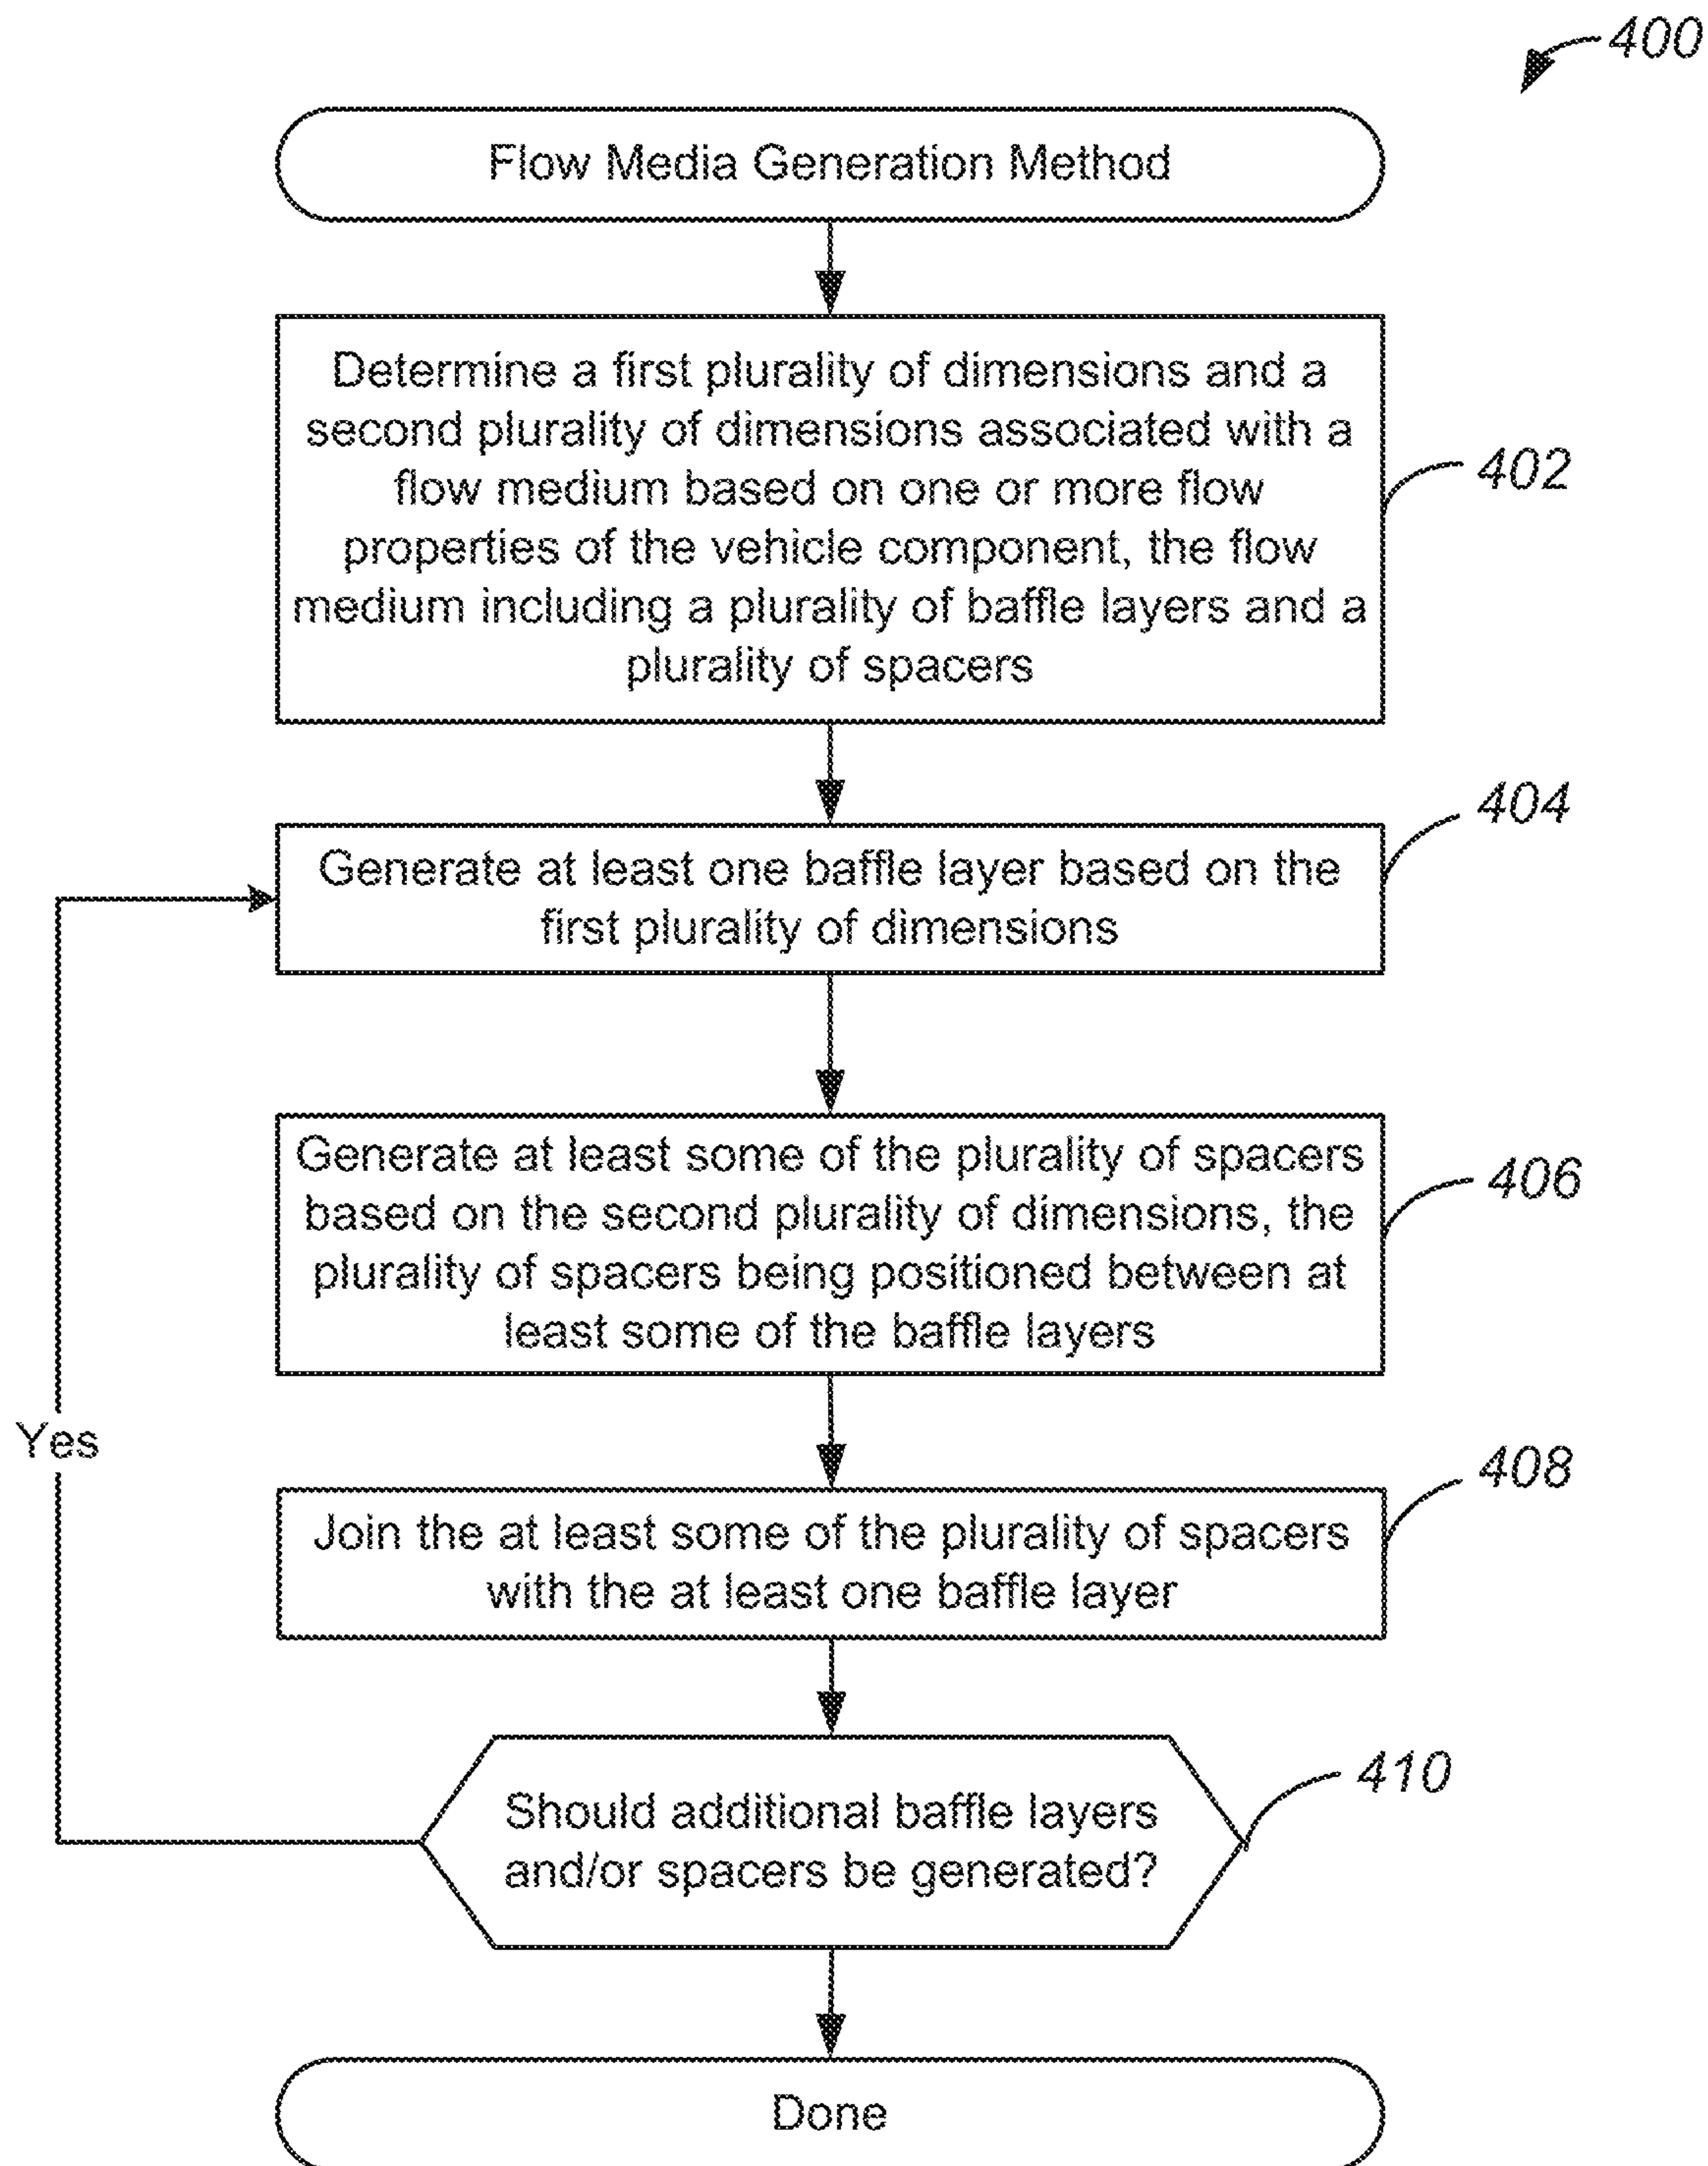 400
Flow Media Generation Method
Determine a first plurality of dimensions and a
second plurality of dimensions associated with a
flow medium based on one or more flow
properties of the vehicle component, the flow
medium including a plurality of baffle layers and a
plurality of spacers
402
404
Generate at least one baffle layer based on the
first plurality of dimensions
Generate at least some of the plurality of spacers
based on the second plurality of dimensions, the
plurality of spacers being positioned between at
least some of the baffle layers
406
Yes
408
Join the at least some of the plurality of spacers
with the at least one baffle layer
410
Should additional baffle layers
and/or spacers be generated?
Done